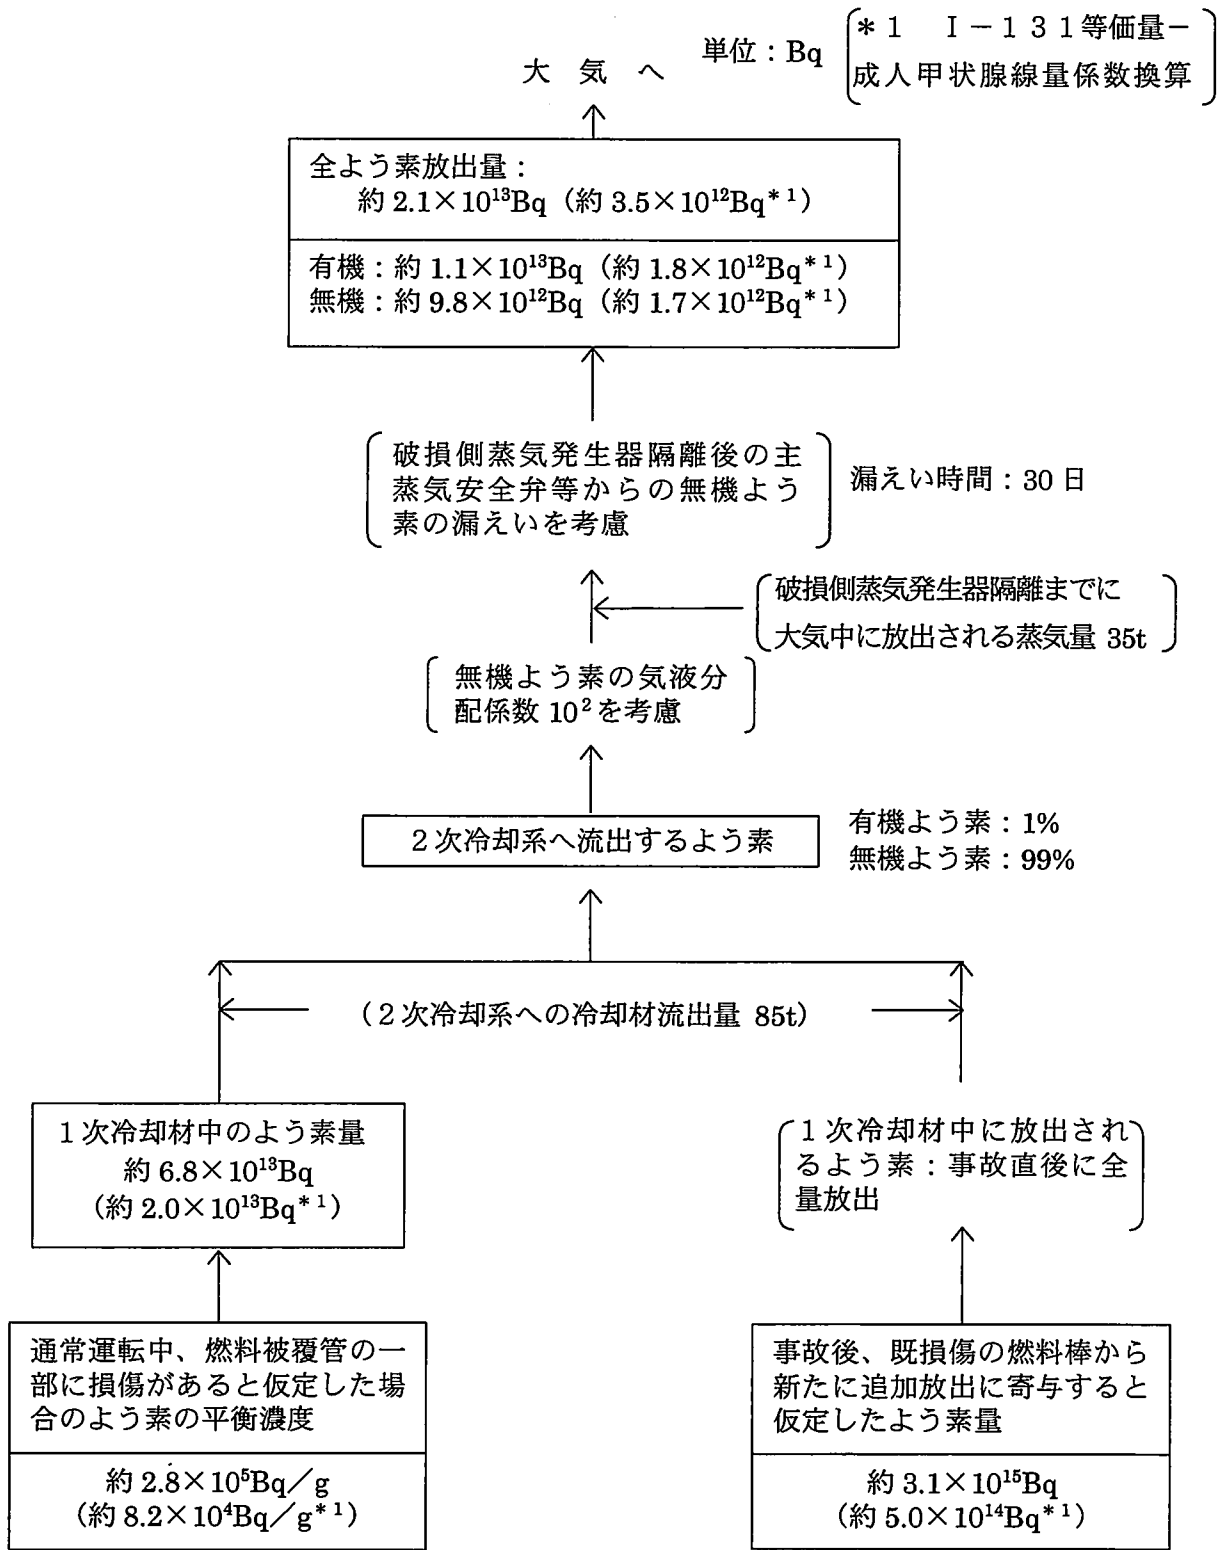 単位：Bq
＊１　Ｉ－１３１等価量－
成人甲状腺線量係数換算
大　気　へ
全よう素放出量：
約 2.1×10¹³Bq（約 3.5×10¹²Bq*¹）
有機：約 1.1×10¹³Bq（約 1.8×10¹²Bq*¹）
無機：約 9.8×10¹²Bq（約 1.7×10¹²Bq*¹）
破損側蒸気発生器隔離後の主
蒸気安全弁等からの無機よう
素の漏えいを考慮
漏えい時間：30 日
破損側蒸気発生器隔離までに
大気中に放出される蒸気量 35t
無機よう素の気液分
配係数 10²を考慮
２次冷却系へ流出するよう素
有機よう素：1%
無機よう素：99%
（２次冷却系への冷却材流出量 85t）
１次冷却材中のよう素量
約 6.8×10¹³Bq
（約 2.0×10¹³Bq*¹）
１次冷却材中に放出され
るよう素：事故直後に全
量放出
通常運転中、燃料被覆管の一
部に損傷があると仮定した場
合のよう素の平衡濃度
約 2.8×10⁵Bq／g
（約 8.2×10⁴Bq／g*¹）
事故後、既損傷の燃料棒から
新たに追加放出に寄与すると
仮定したよう素量
約 3.1×10¹⁵Bq
（約 5.0×10¹⁴Bq*¹）